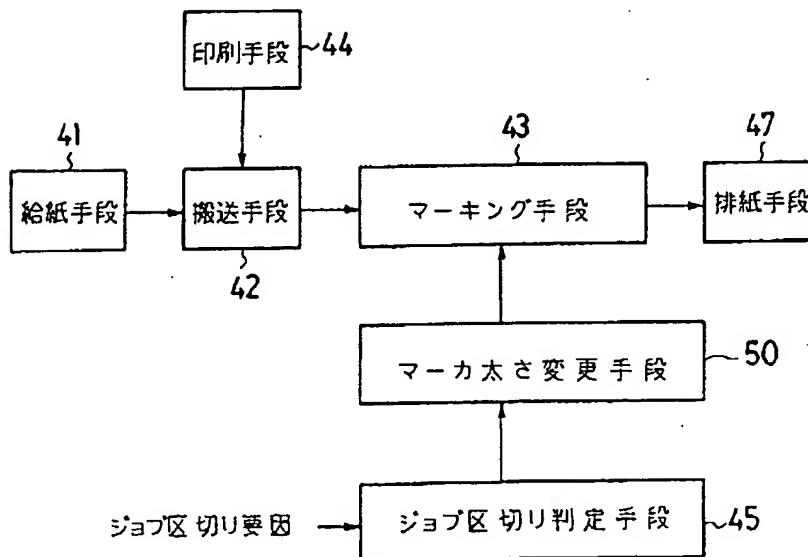 印刷手段 44
41 43 47
給紙手段 搬送手段 マーキング手段 排紙手段
42
マーカ太さ変更手段 50
ジョブ区切り要因 ジョブ区切り判定手段 45